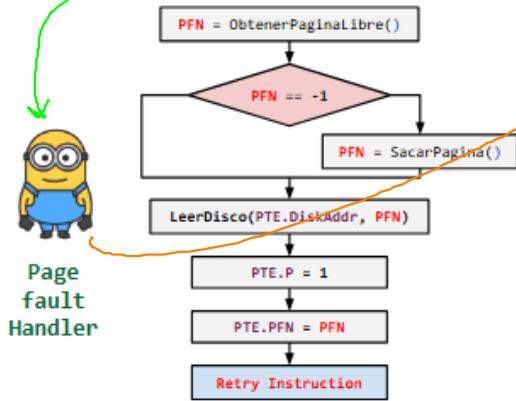 PFN = ObtenerPaginaLibre()
PFN == -1
PFN = SacarPagina()
LeerDisco(PTE.DiskAddr, PFN)
PTE.P = 1
PTE.PFN = PFN
Retry Instruction
Page
fault
Handler